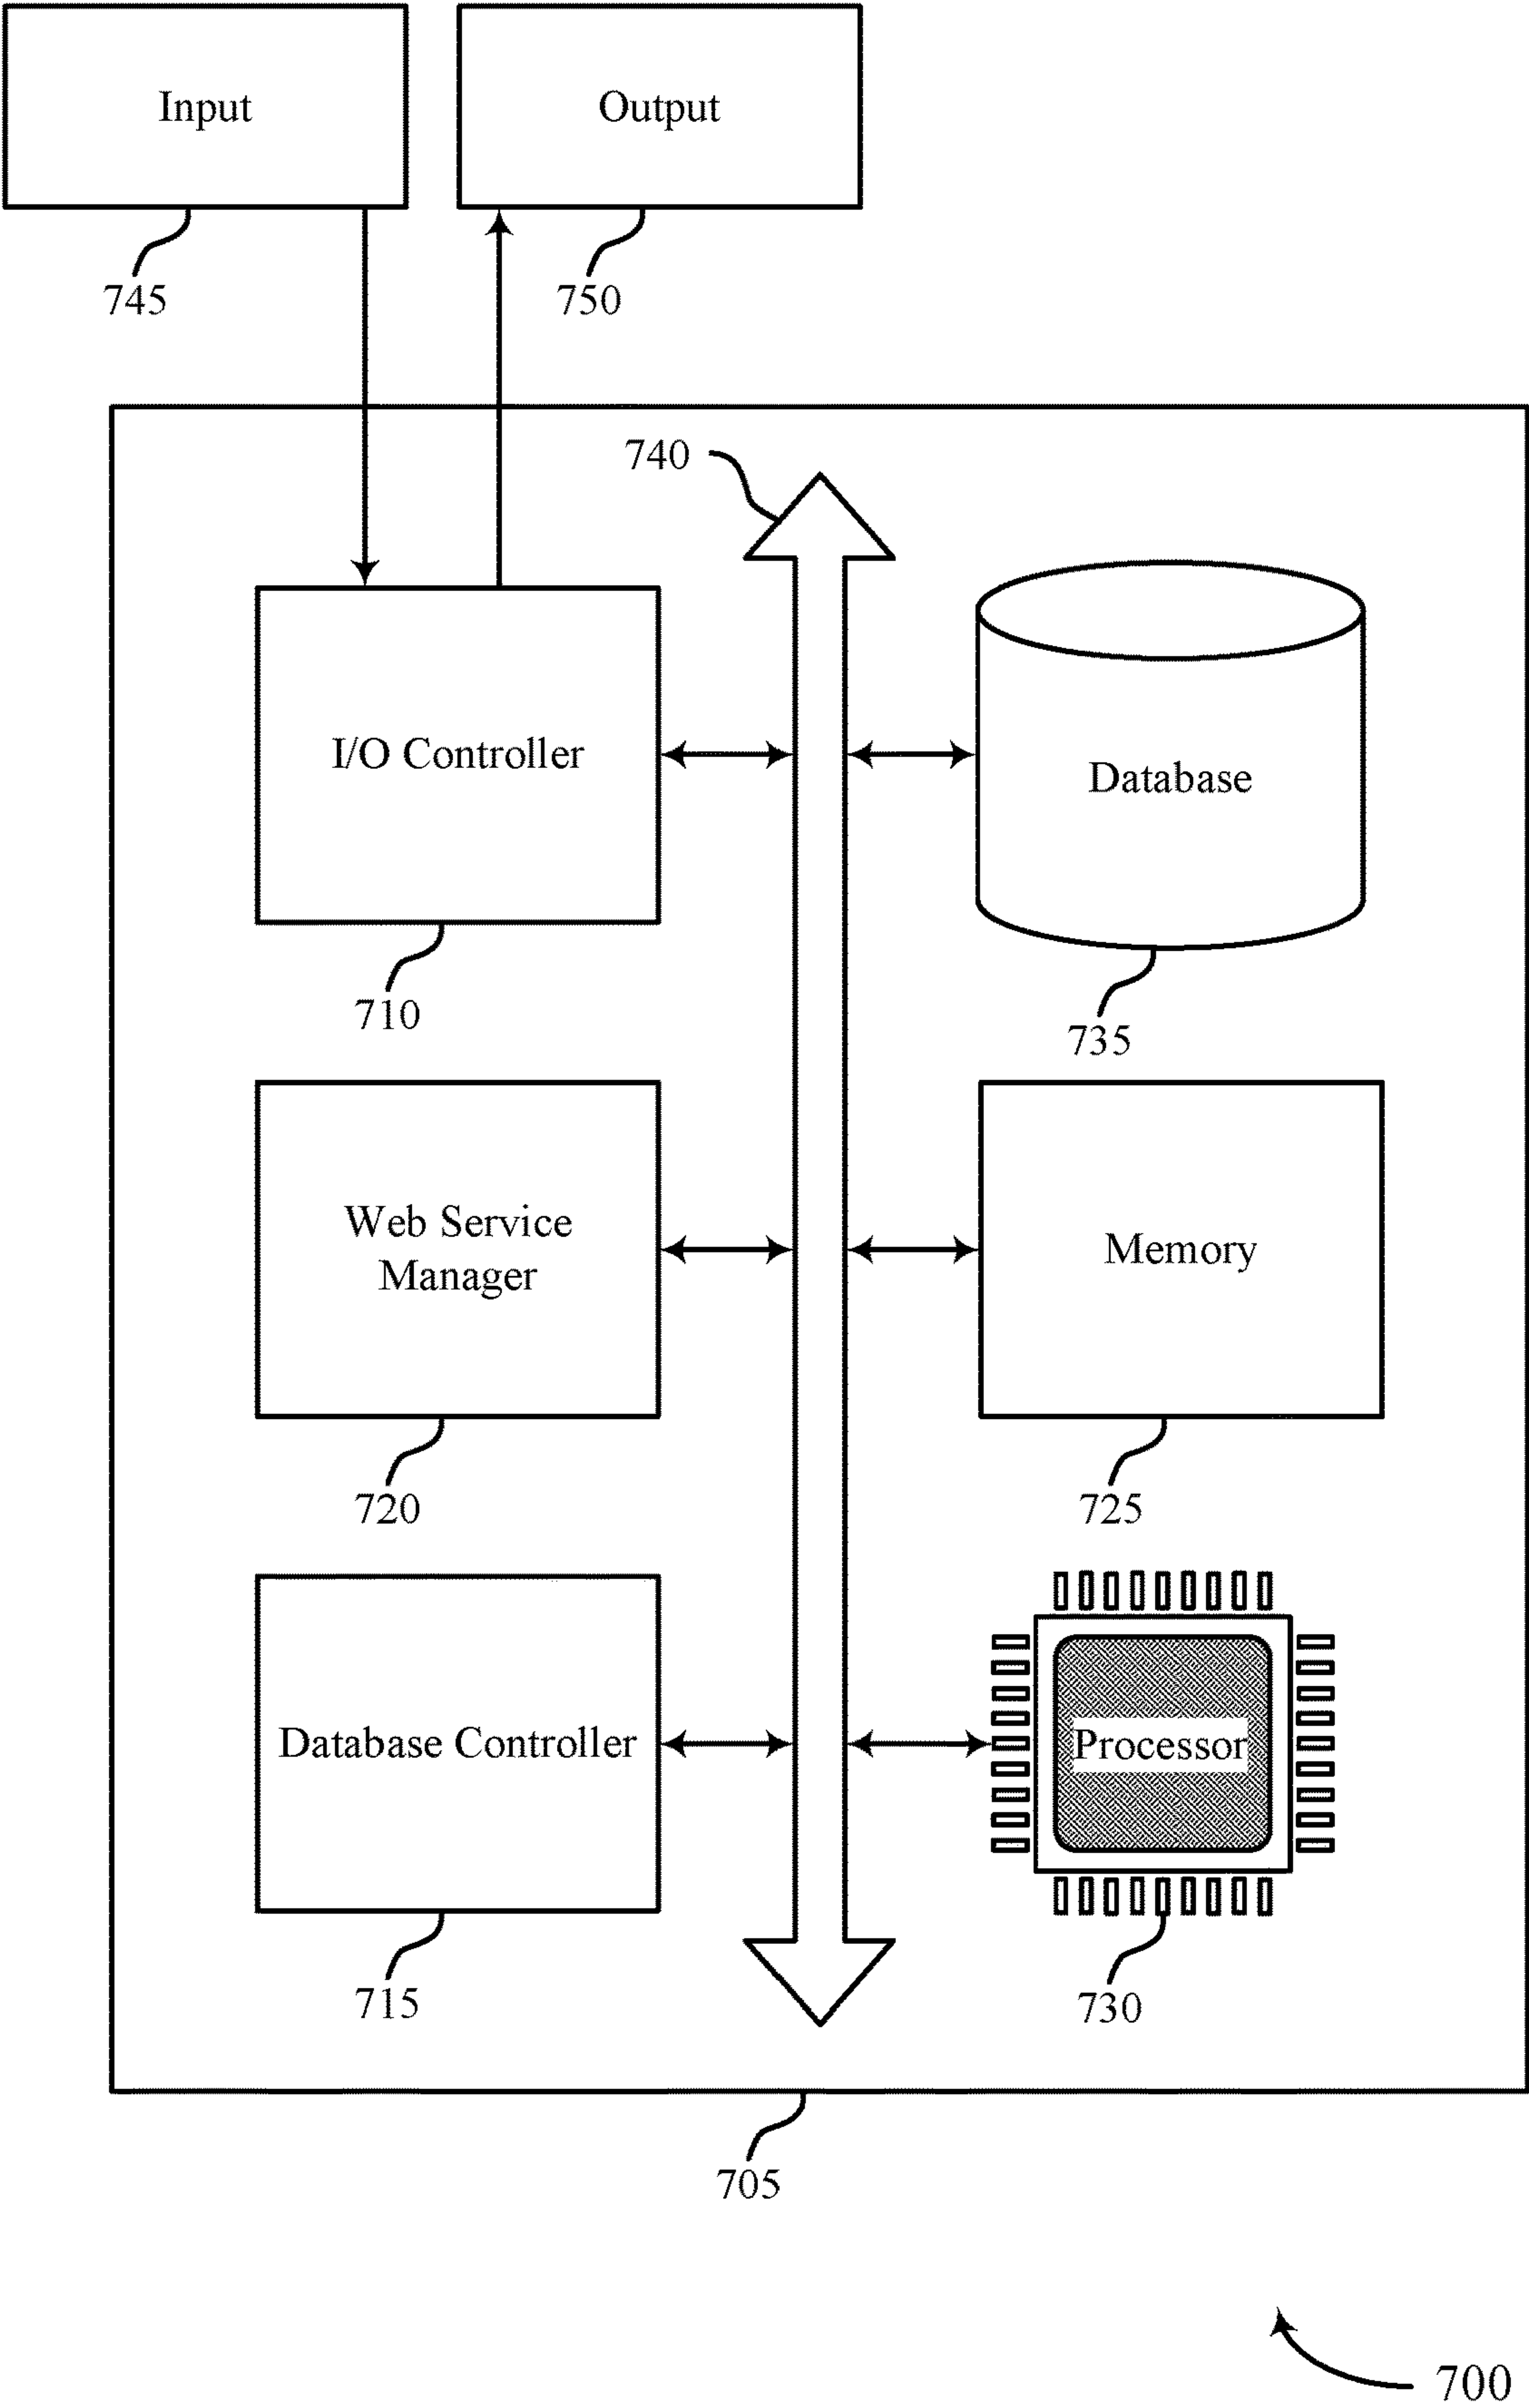 Input
Output
745
750
740
I/O Controller
Database
710
735
Web Service
Manager
Memory
720
725
Database Controller
Processor
715
730
705
700